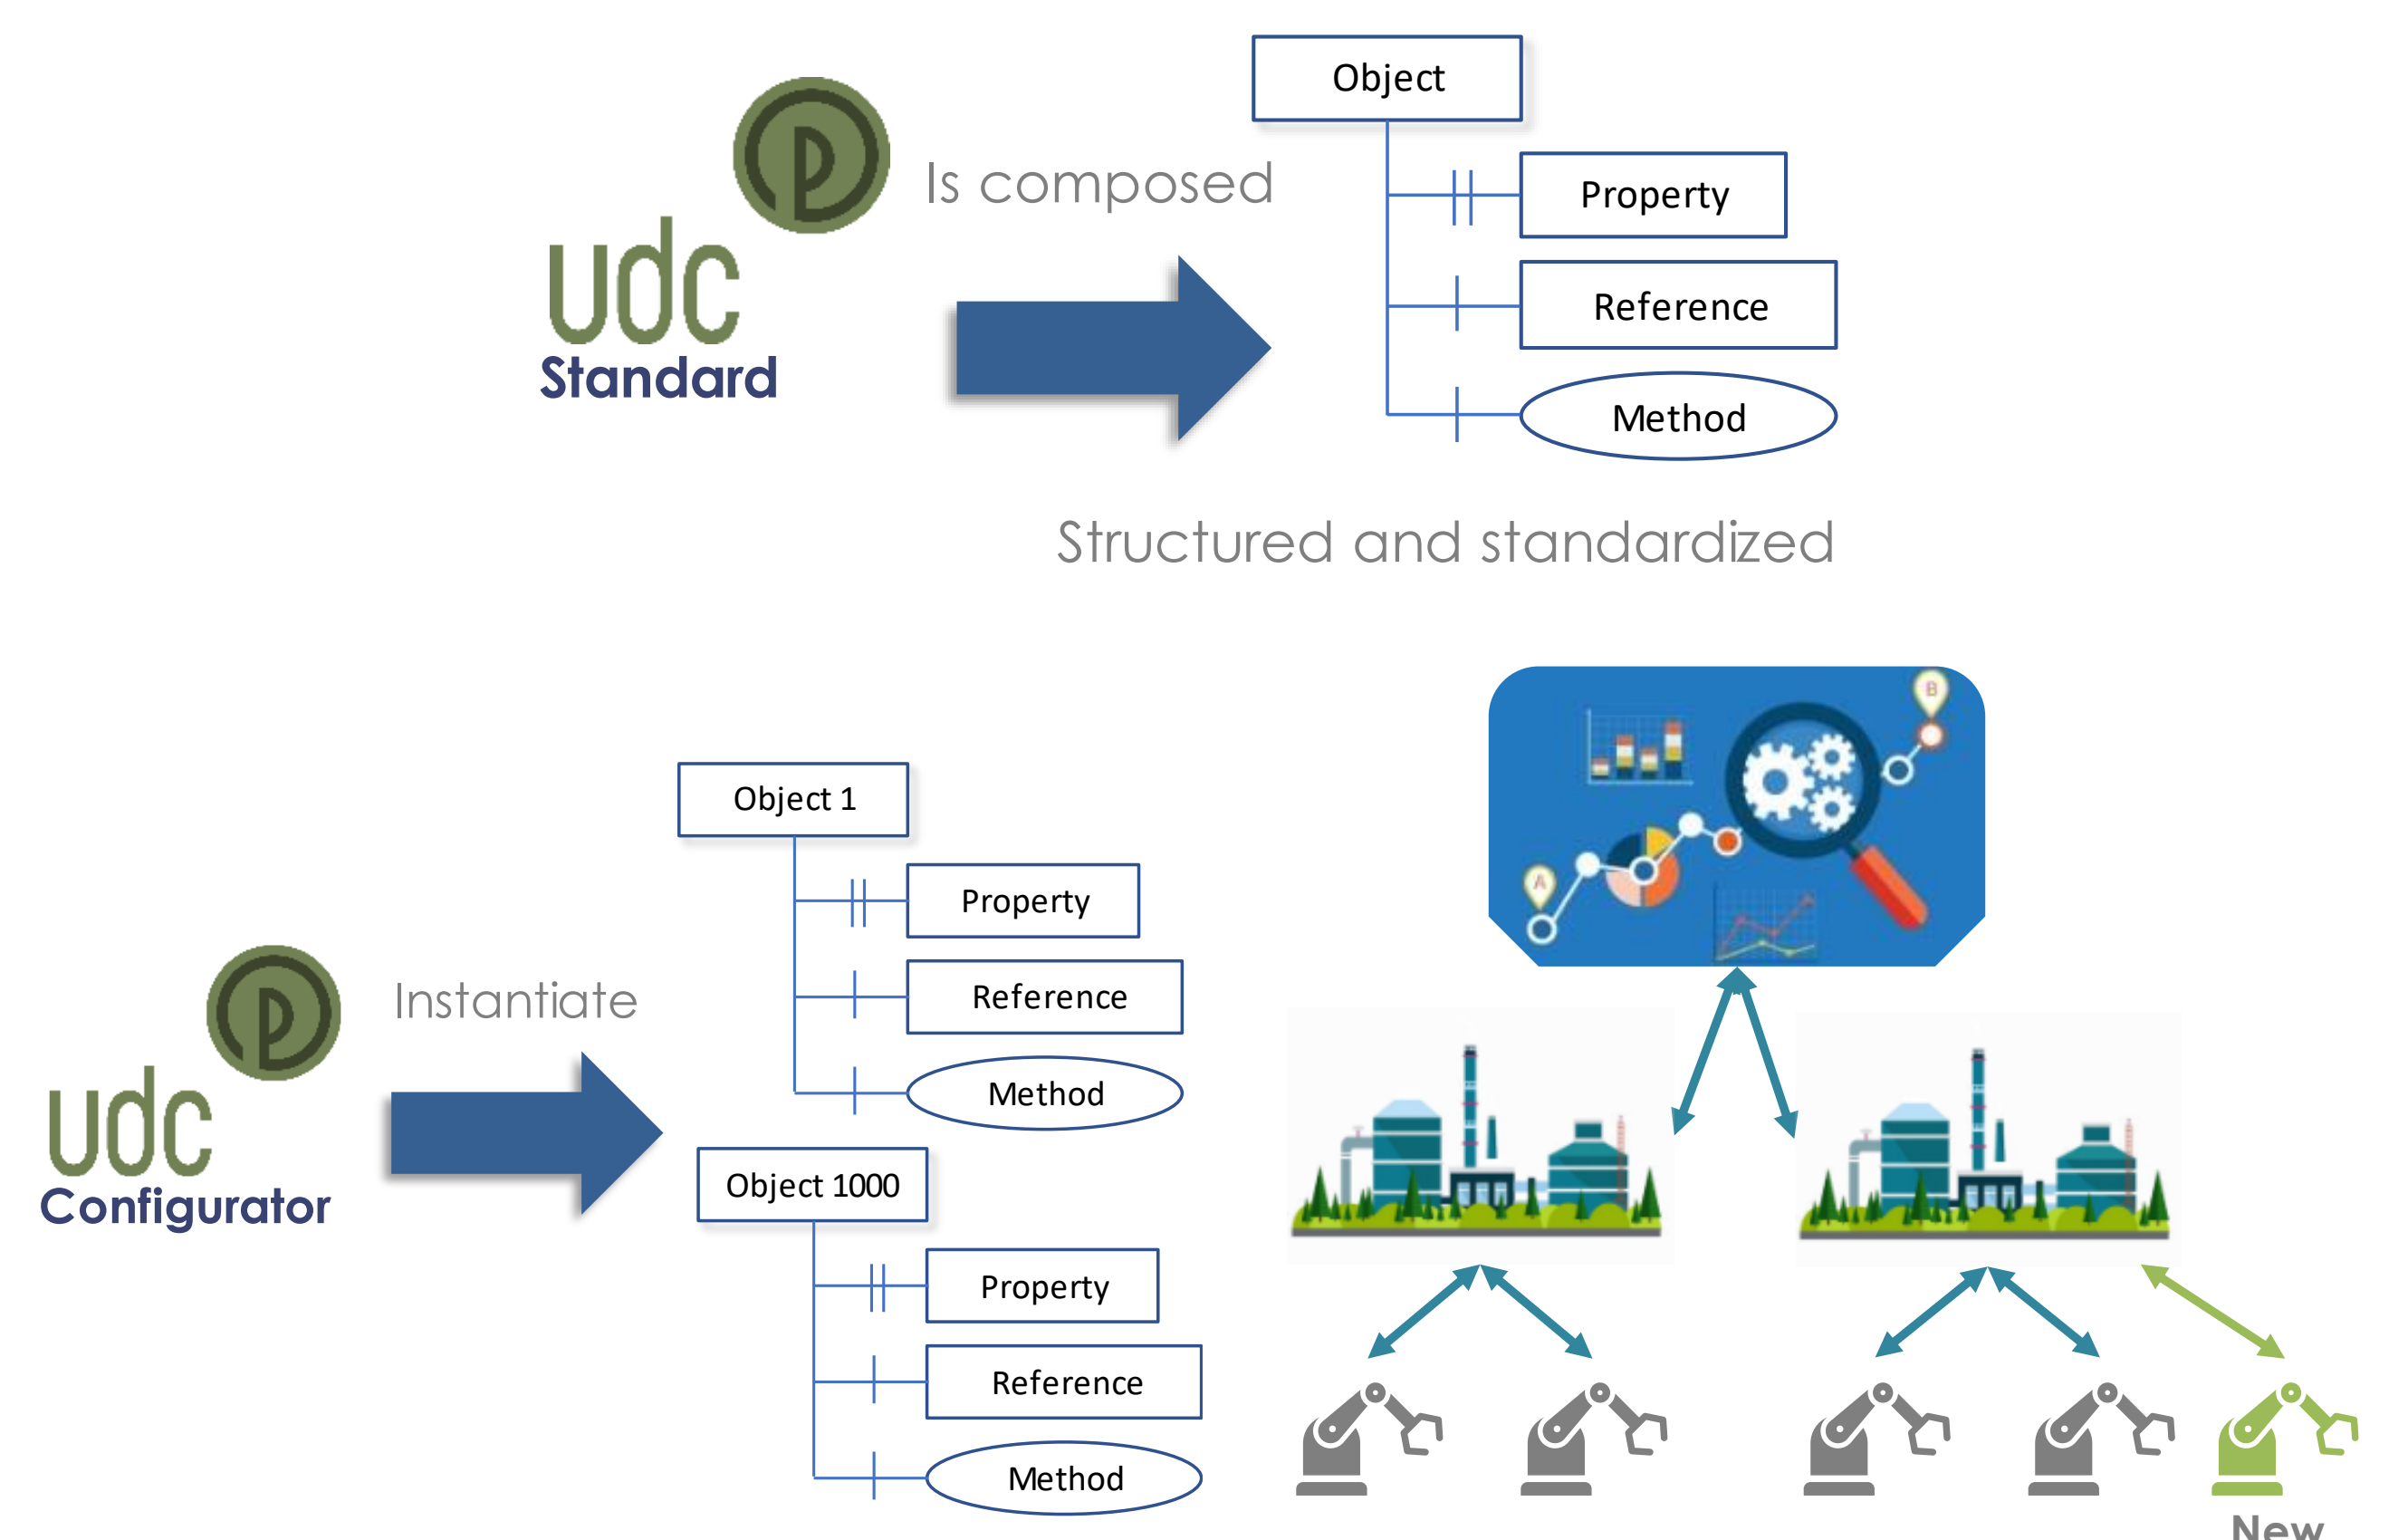 Object
Is composed
Property
udc
Reference
Standard
Method
Structured and standardized
B
Object 1
A
Property
Instantiate
Reference
udc
Method
Configurator
Object 1000
Property
Reference
Method
New